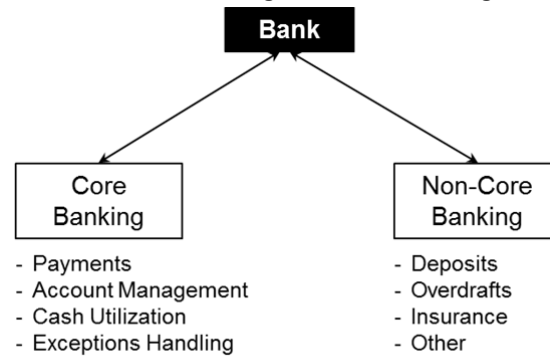 Bank
Core
Banking
- Payments
- Account Management
- Cash Utilization
- Exceptions Handling
Non-Core
Banking
- Deposits
- Overdrafts
- Insurance
- Other